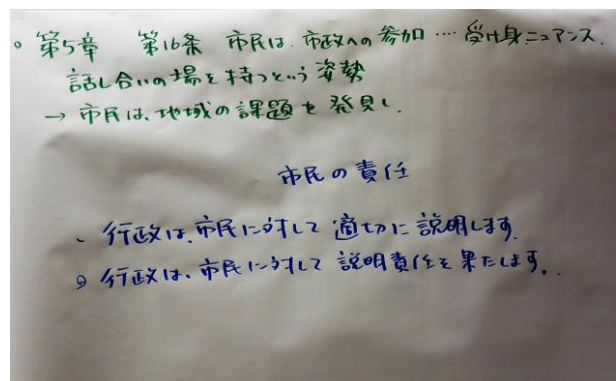 。第5章 第16条 市民は、市政への参加…受け身ニュアンス.
話し合いの場を持つという姿勢
→ 市民は、地域の課題を発見し.
市民の責任
、行政は、市民に対して適切に説明します.
。行政は、市民に対して説明責任を果たします。